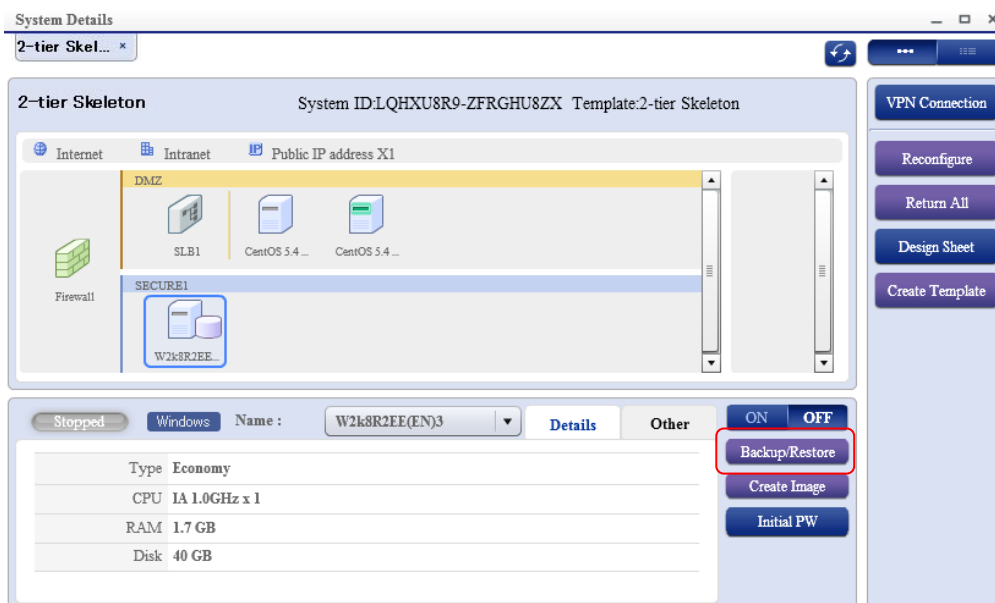 System Details
2-tier Skel... ×
2-tier Skeleton
System ID:LQHXU8R9-ZFRGHU8ZX Template:2-tier Skeleton
Internet Intranet IP Public IP address X1
DMZ
SLB1 CentOS 5.4 ... CentOS 5.4 ...
Firewall
SECURE1
W2k8R2EE...
VPN Connection
Reconfigure
Return All
Design Sheet
Create Template
Stopped Windows Name : W2k8R2EE(EN)3 Details Other ON OFF
Type Economy
CPU IA 1.0GHz x 1
RAM 1.7 GB
Disk 40 GB
Backup/Restore
Create Image
Initial PW